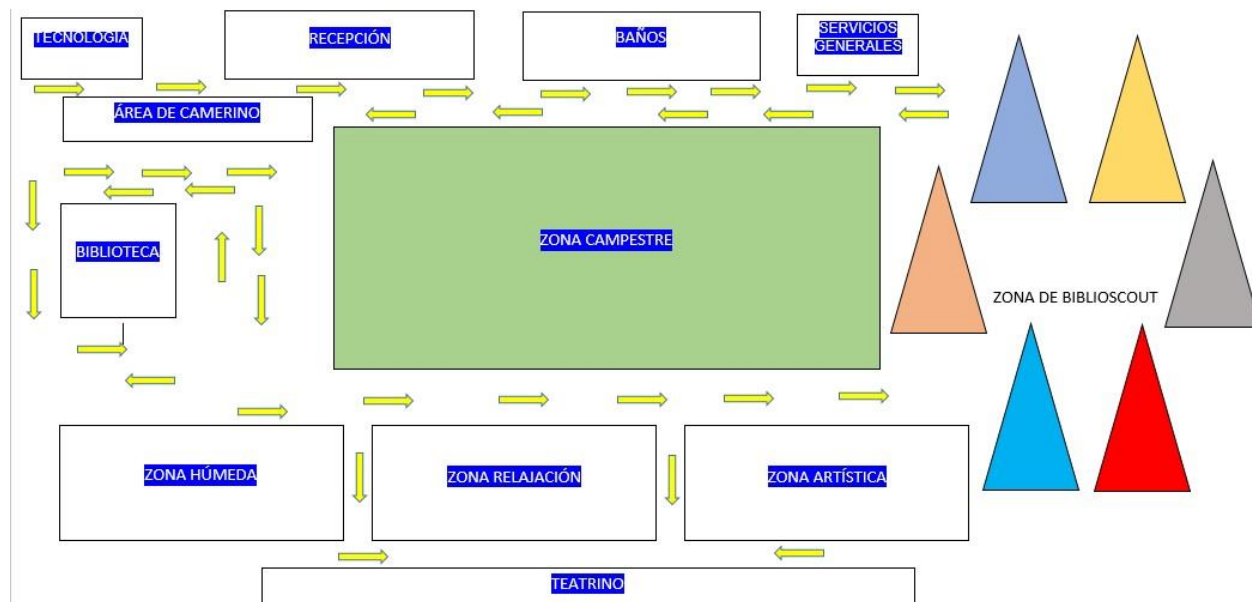 TECNOLOGIA
RECEPCIÓN
BAÑOS
SERVICIOS
GENERALES
ÁREA DE CAMERINO
BIBLIOTECA
ZONA CAMPESTRE
ZONA DE BIBLIOSCOUT
ZONA HÚMEDA
ZONA RELAJACIÓN
ZONA ARTÍSTICA
TEATRINO